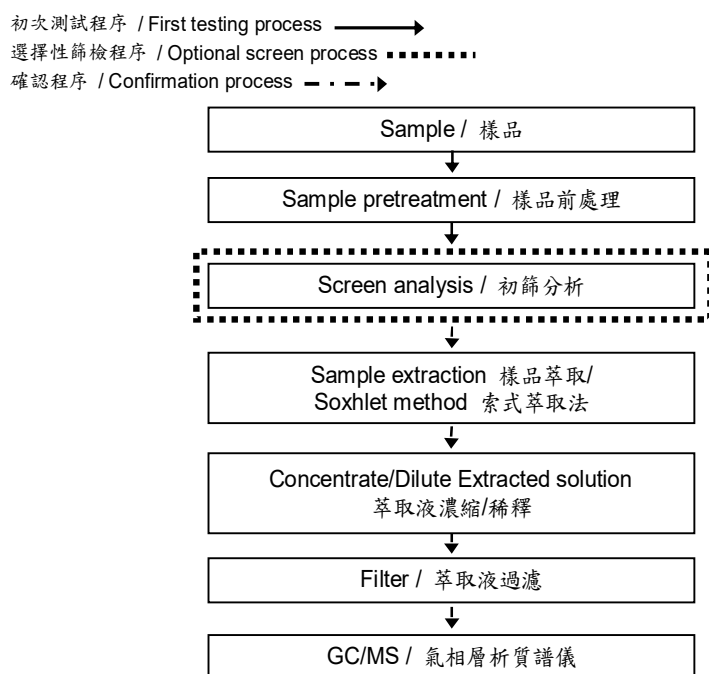 初次測試程序 / First testing process
選擇性篩檢程序 / Optional screen process
確認程序 / Confirmation process
Sample / 樣品
Sample pretreatment / 樣品前處理
Screen analysis / 初篩分析
Sample extraction 樣品萃取/
Soxhlet method 索式萃取法
Concentrate/Dilute Extracted solution
萃取液濃縮/稀釋
Filter / 萃取液過濾
GC/MS / 氣相層析質譜儀